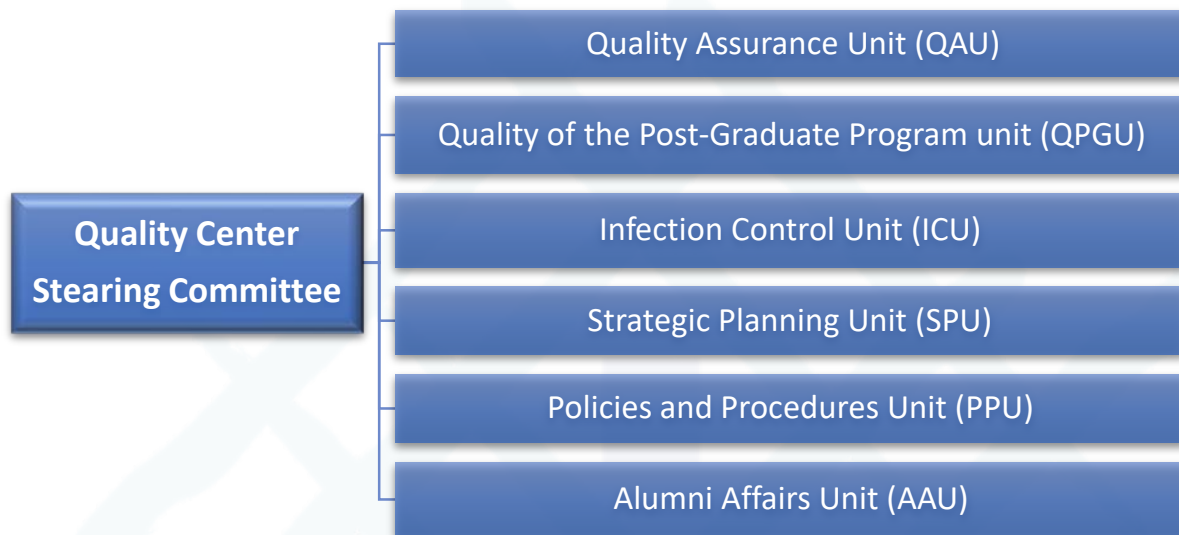 Quality Assurance Unit (QAU)
Quality of the Post-Graduate Program unit (QPGU)
Infection Control Unit (ICU)
Quality Center
Stearing Committee
Strategic Planning Unit (SPU)
Policies and Procedures Unit (PPU)
Alumni Affairs Unit (AAU)